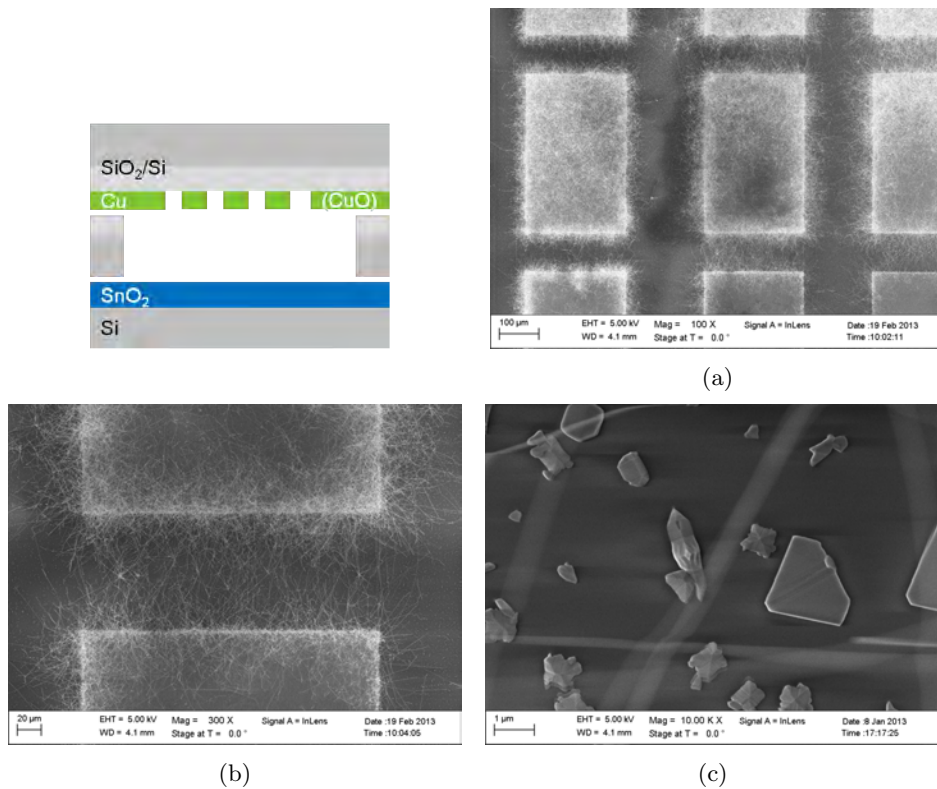 SiO₂/Si
Cu (CuO)
SnO₂
Si
100 µm EHT = 5.00 kV Mag = 100 X Signal A = InLens Date :19 Feb 2013
WD = 4.1 mm Stage at T = 0.0 ° Time :10:02:11
(a)
20 µm EHT = 5.00 kV Mag = 300 X Signal A = InLens Date :19 Feb 2013
WD = 4.1 mm Stage at T = 0.0 ° Time :10:04:05
(b)
1 µm EHT = 5.00 kV Mag = 10.00 K X Signal A = InLens Date :8 Jan 2013
WD = 4.1 mm Stage at T = 0.0 ° Time :17:17:25
(c)